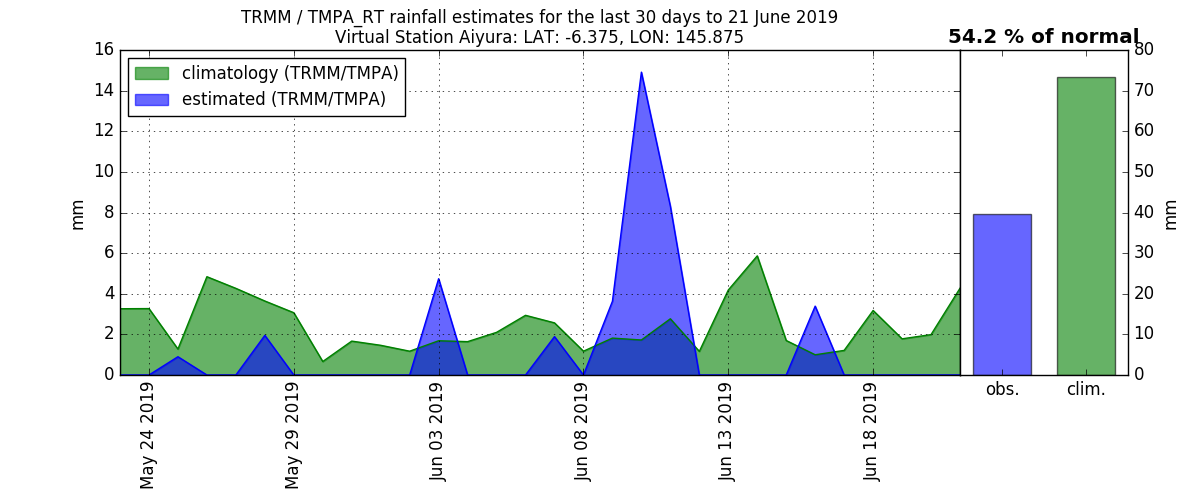 TRMM / TMPA_RT rainfall estimates for the last 30 days to 21 June 2019
Virtual Station Aiyura: LAT: -6.375, LON: 145.875
54.2 % of normal
climatology (TRMM/TMPA)
estimated (TRMM/TMPA)
mm
16
14
12
10
8
6
4
2
0
May 24 2019
May 29 2019
Jun 03 2019
Jun 08 2019
Jun 13 2019
Jun 18 2019
obs.
clim.
80
70
60
50
40
30
20
10
0
mm